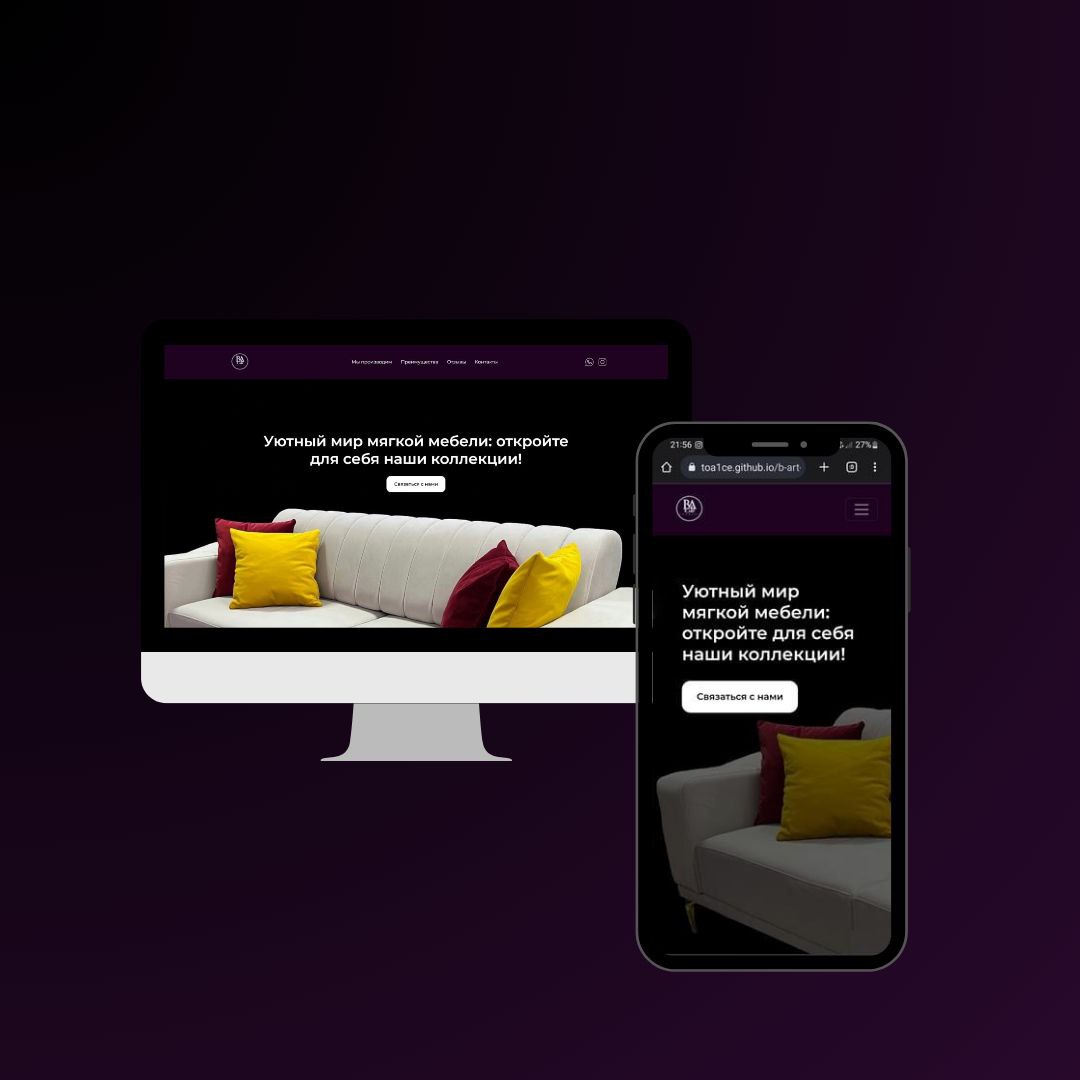 Мы производим Преимущества Отзывы Контакты
Уютный мир мягкой мебели: откройте
для себя наши коллекции!
Связаться с нами
21:56 27%
toa1ce.github.io/b-art-
BA
Уютный мир
мягкой мебели:
откройте для себя
наши коллекции!
Связаться с нами